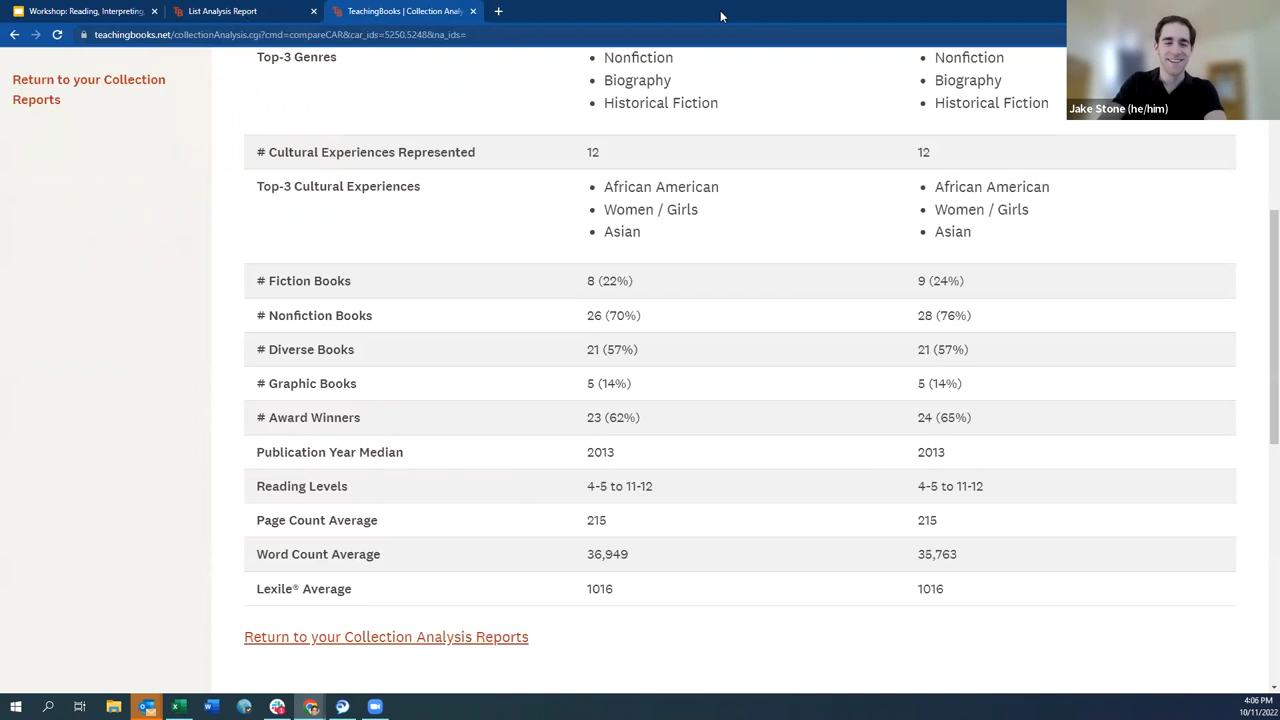 Workshop: Reading, Interpreting,
List Analysis Report
TeachingBooks | Collection Analy
teachingbooks.net/collectionAnalysis.cgi?cmd=compareCAR&car_ids=5250,5248&na_ids=
Return to your Collection
Reports
Jake Stone (he/him)
Top-3 Genres
• Nonfiction • Nonfiction
• Biography • Biography
• Historical Fiction • Historical Fiction
# Cultural Experiences Represented 12 12
Top-3 Cultural Experiences • African American • African American
• Women / Girls • Women / Girls
• Asian • Asian
# Fiction Books 8 (22%) 9 (24%)
# Nonfiction Books 26 (70%) 28 (76%)
# Diverse Books 21 (57%) 21 (57%)
# Graphic Books 5 (14%) 5 (14%)
# Award Winners 23 (62%) 24 (65%)
Publication Year Median 2013 2013
Reading Levels 4-5 to 11-12 4-5 to 11-12
Page Count Average 215 215
Word Count Average 36,949 35,763
Lexile® Average 1016 1016
Return to your Collection Analysis Reports
4:06 PM
10/11/2022